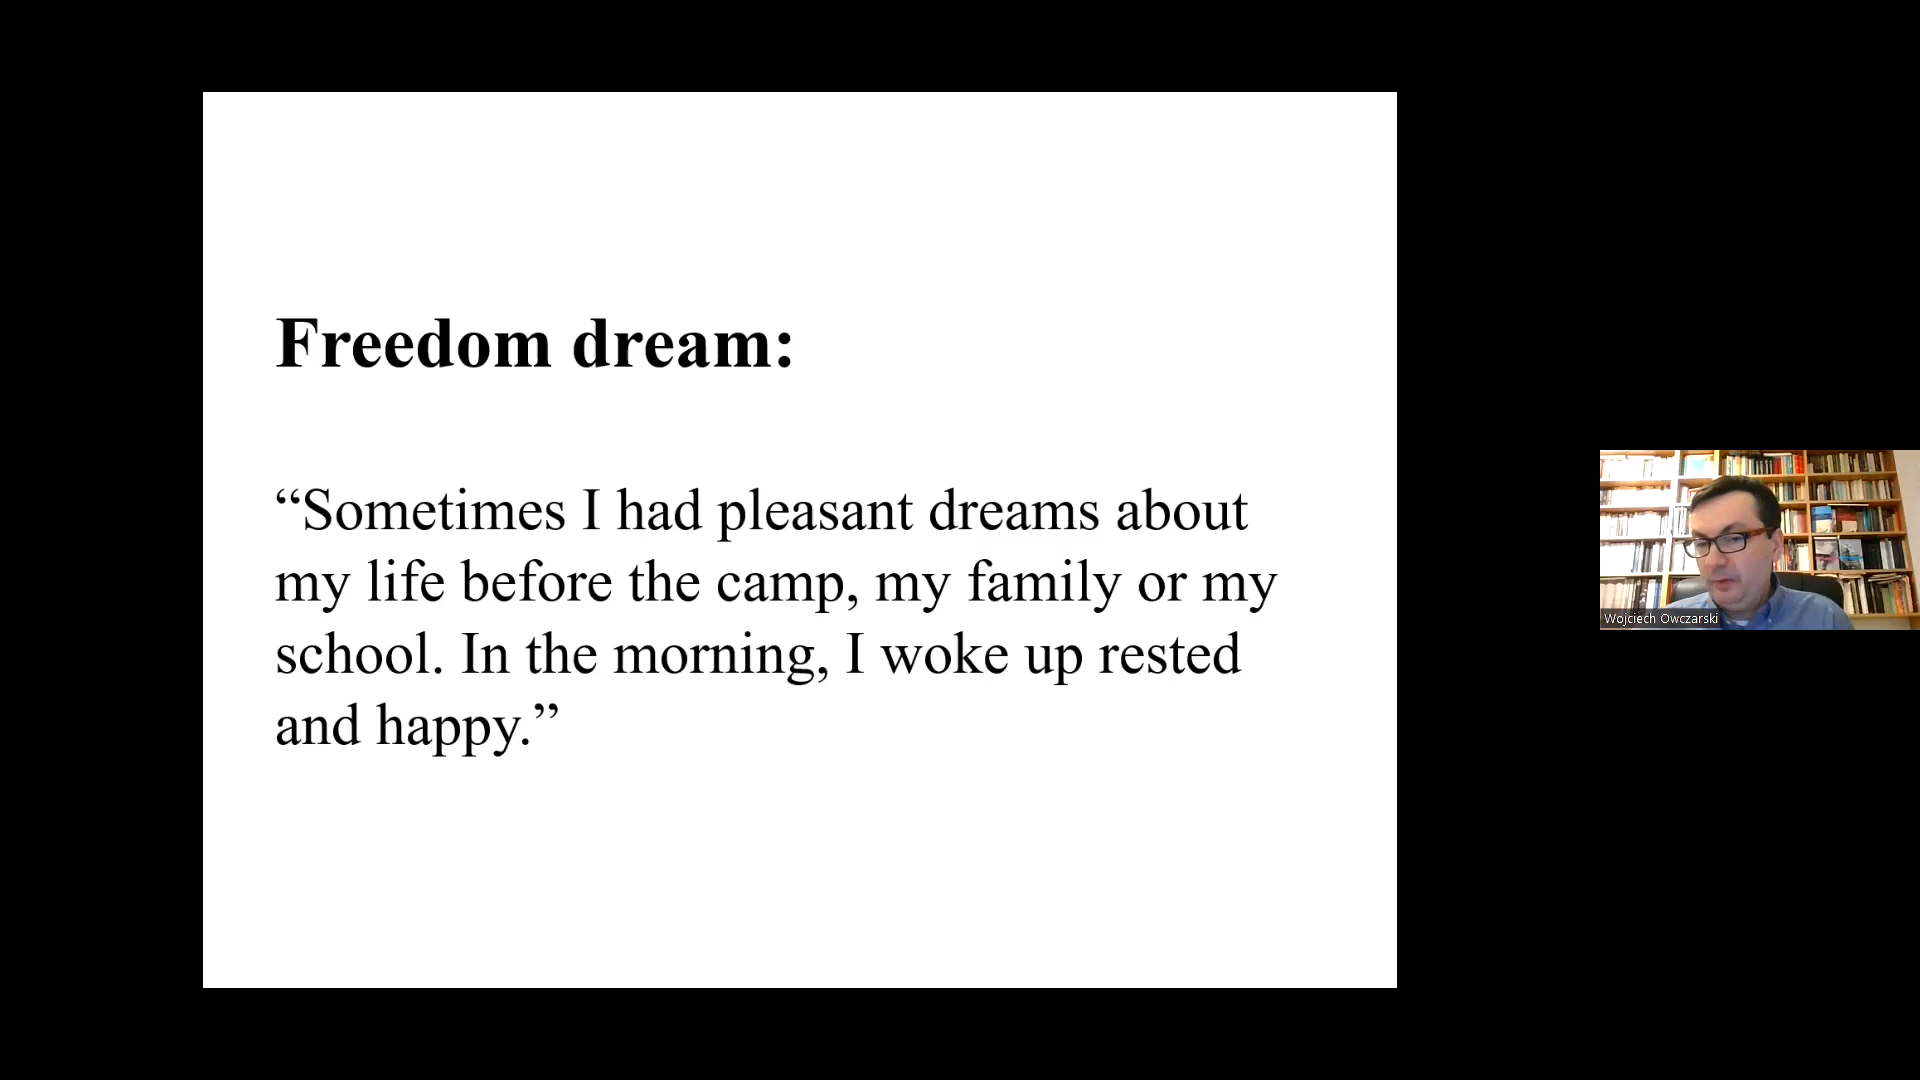 Freedom dream:
“Sometimes I had pleasant dreams about
my life before the camp, my family or my
school. In the morning, I woke up rested
and happy.”
Wojciech Owczarski